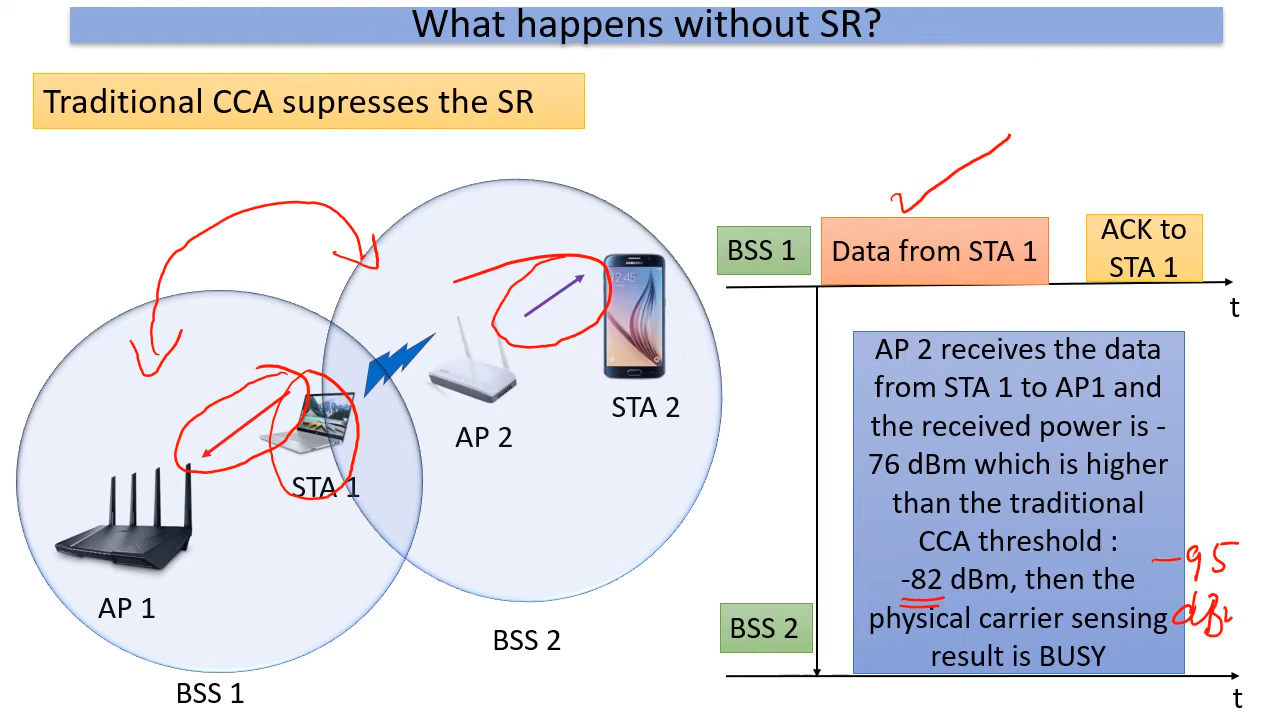 What happens without SR?
Traditional CCA supresses the SR
BSS 1
Data from STA 1
ACK to
STA 1
t
SAMSUNG
12:45
STA 2
AP 2
STA 1
AP 1
BSS 2
BSS 1
AP 2 receives the data
from STA 1 to AP1 and
the received power is -
76 dBm which is higher
than the traditional
CCA threshold :
-82 dBm, then the
physical carrier sensing
result is BUSY
-95
BSS 2
t